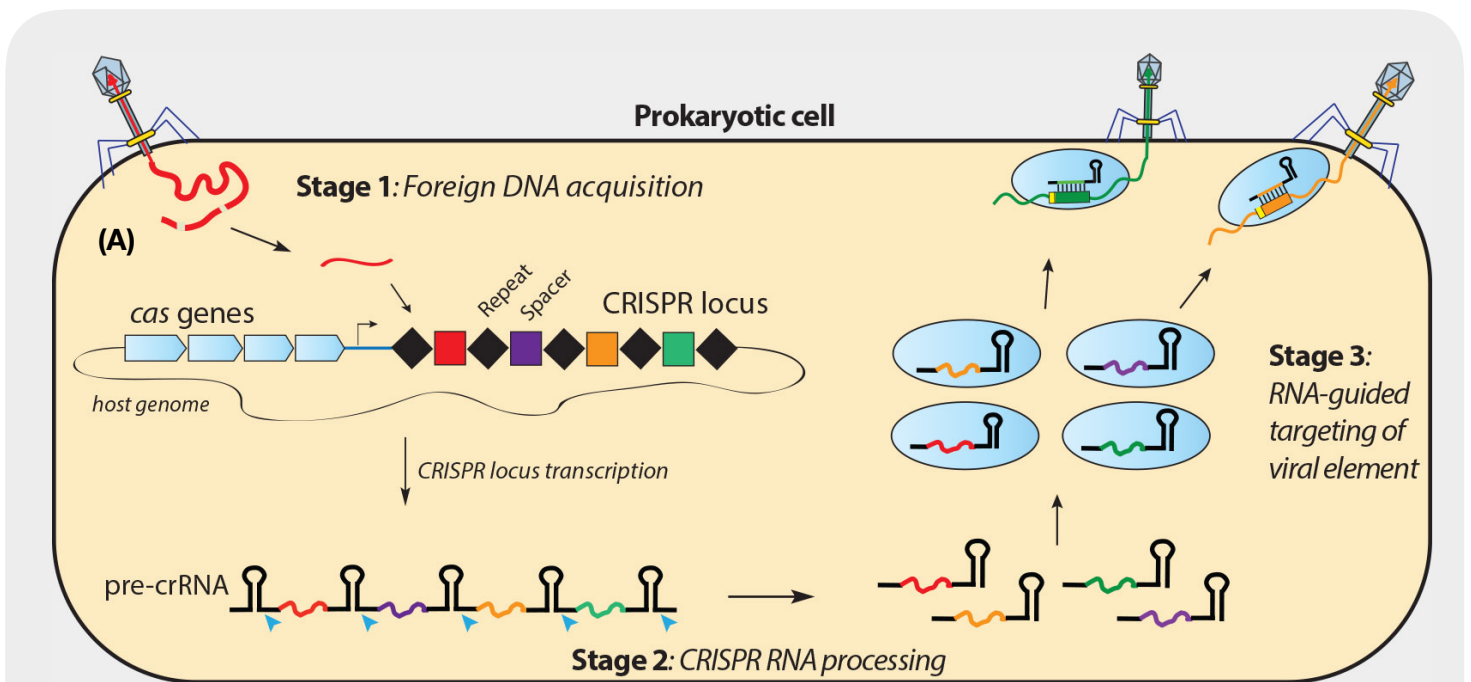 Prokaryotic cell
Stage 1: Foreign DNA acquisition
(A)
cas genes
Repeat
Spacer
CRISPR locus
host genome
CRISPR locus transcription
Stage 3:
RNA-guided
targeting of
viral element
pre-crRNA
Stage 2: CRISPR RNA processing